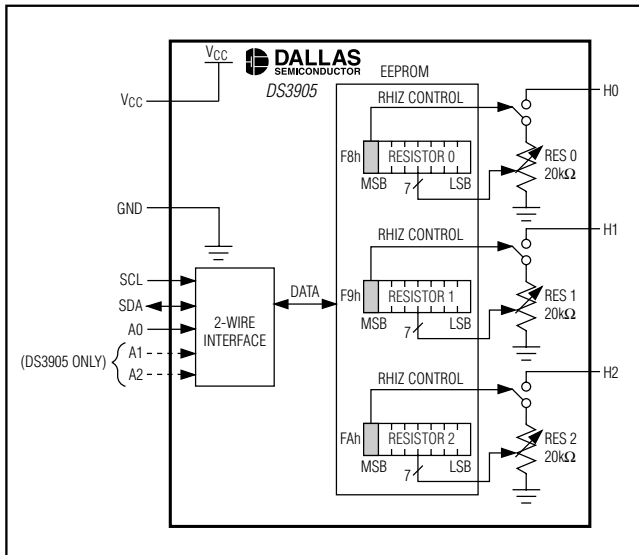 VCC
DALLAS
SEMICONDUCTOR
DS3905
VCC
EEPROM
RHIZ CONTROL
H0
F8h
RESISTOR 0
MSB
7
LSB
RES 0
20kΩ
GND
RHIZ CONTROL
H1
F9h
RESISTOR 1
MSB
7
LSB
RES 1
20kΩ
SCL
SDA
A0
(DS3905 ONLY)
A1
A2
2-WIRE
INTERFACE
DATA
RHIZ CONTROL
H2
FAh
RESISTOR 2
MSB
7
LSB
RES 2
20kΩ